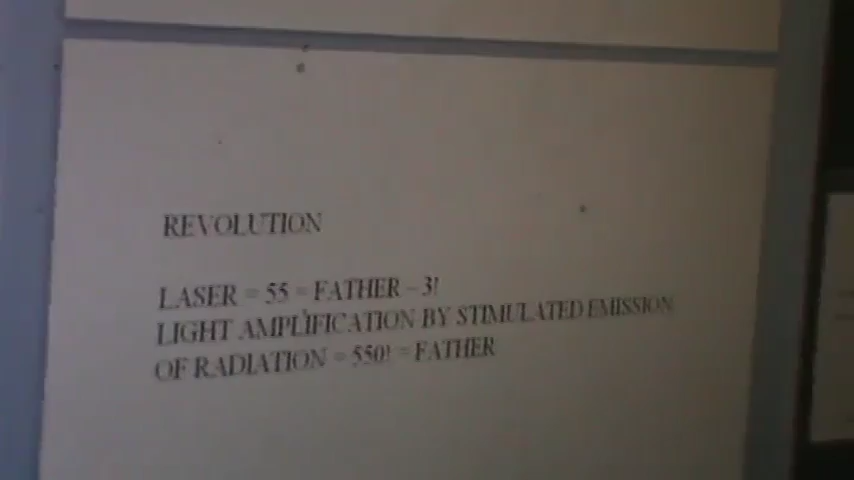 REVOLUTION
LASER = 55 = FATHER – 3!
LIGHT AMPLIFICATION BY STIMULATED EMISSION
OF RADIATION = 550! = FATHER